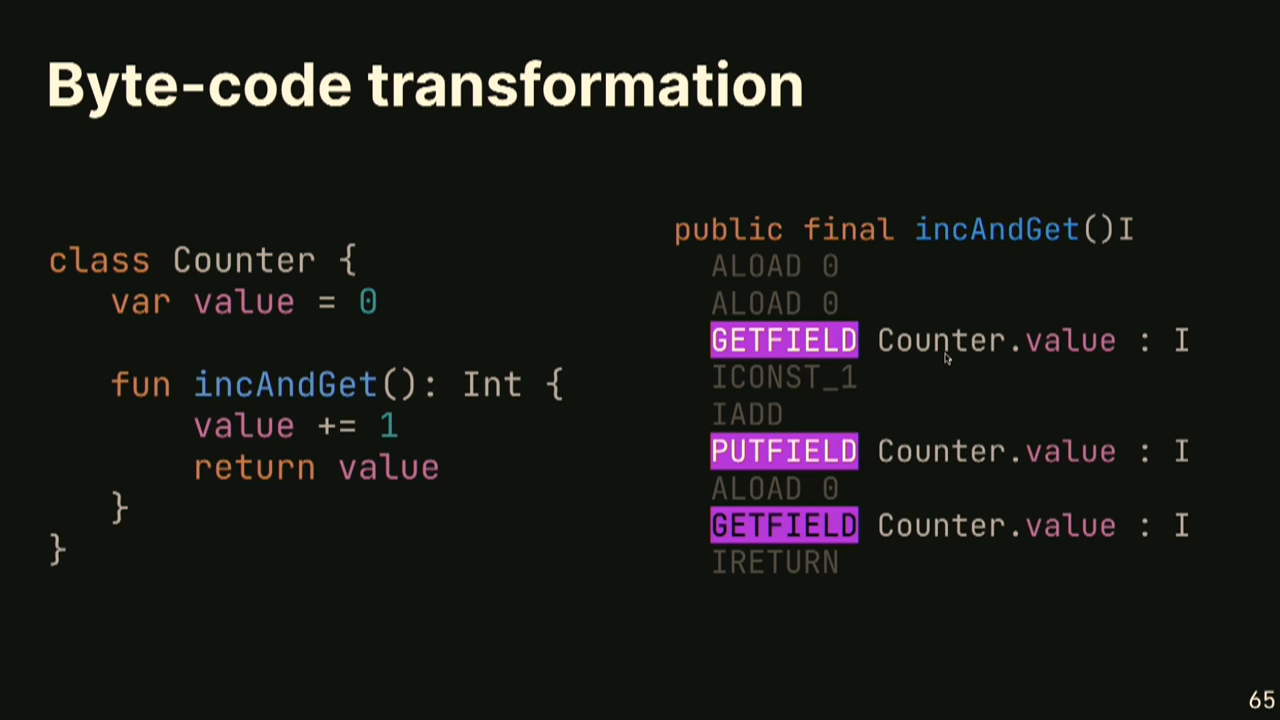 Byte-code transformation
class Counter {
var value = 0
fun incAndGet(): Int {
value += 1
return value
}
}
public final incAndGet()I
ALOAD 0
ALOAD 0
GETFIELD Counter.value : I
ICONST_1
IADD
PUTFIELD Counter.value : I
ALOAD 0
GETFIELD Counter.value : I
IRETURN
65